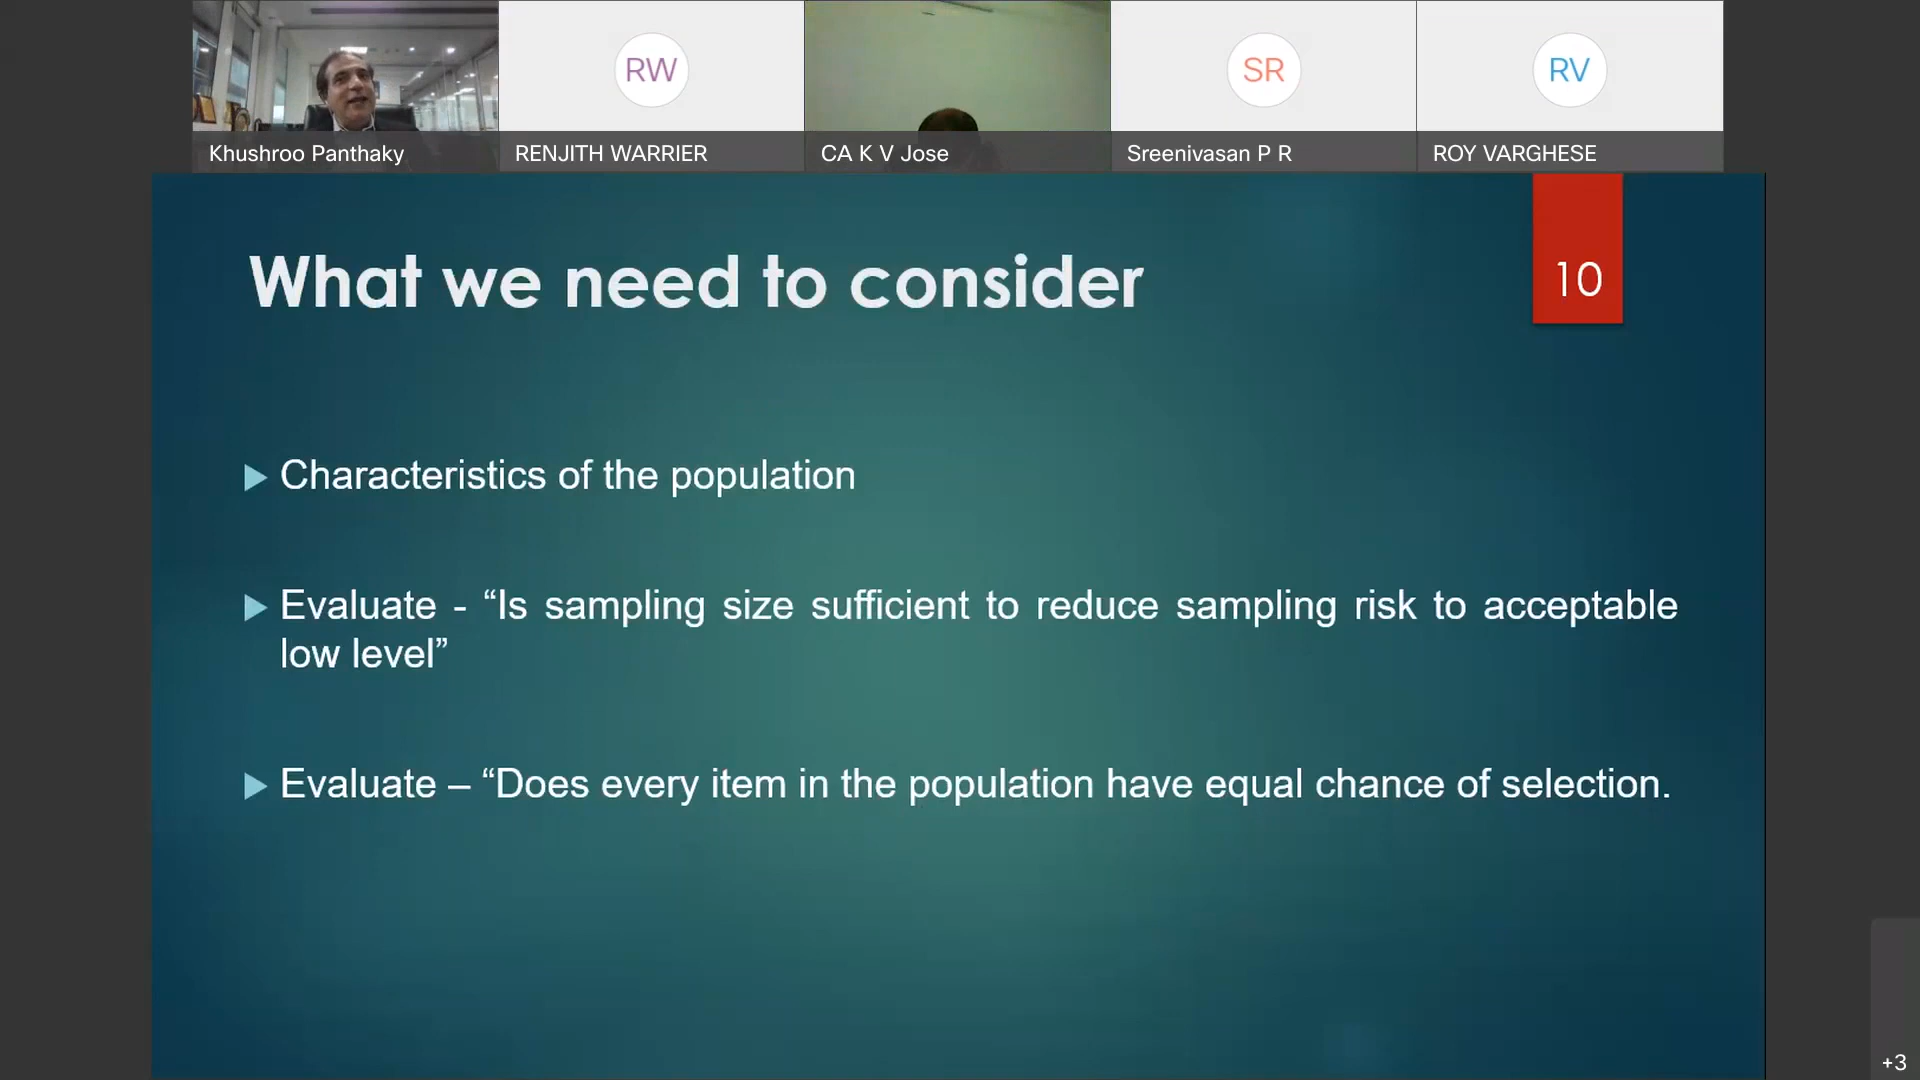 RW
SR
RV
Khushroo Panthaky
RENJITH WARRIER
CA K V Jose
Sreenivasan P R
ROY VARGHESE
What we need to consider
10
Characteristics of the population
Evaluate - “Is sampling size sufficient to reduce sampling risk to acceptable
low level”
Evaluate – “Does every item in the population have equal chance of selection.
+3